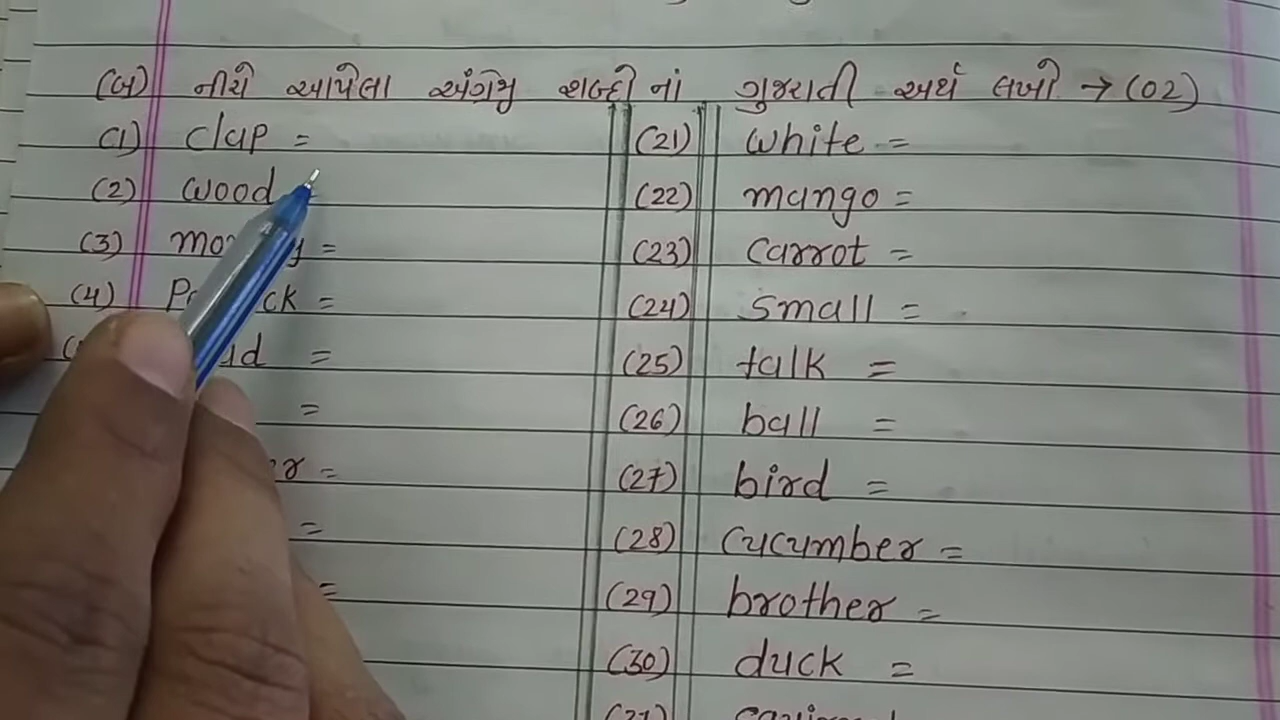 (બ) નીચે આપેલા અંગ્રેજી શબ્દોનાં ગુજરાતી અર્થ લખો → (02)
(1) clap =
(2) wood =
(3)
(4)
=
=
=
=
=
(21) white =
(22) mango =
(23) carrot =
(24) small =
(25) talk =
(26) ball =
(27) bird =
(28) cucumber =
(29) brother =
(30) duck =